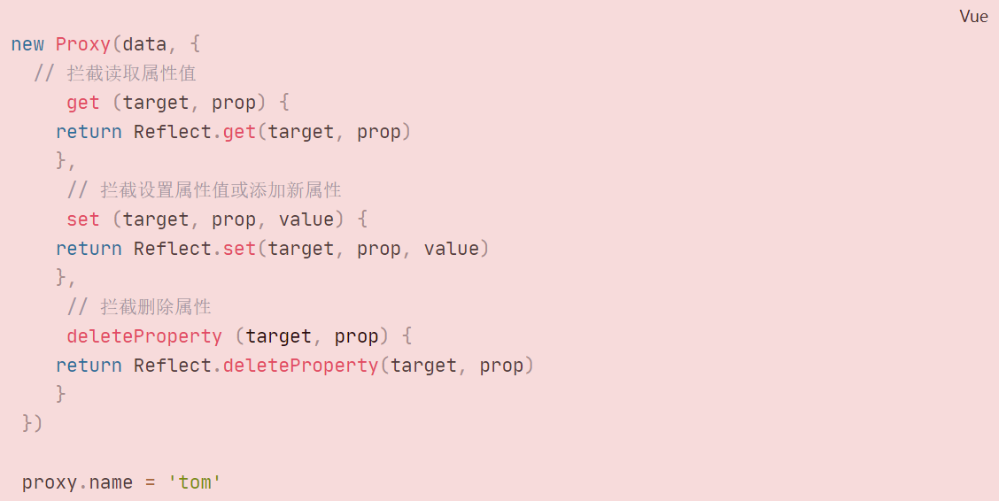 Vue
new Proxy(data, {
// 拦截读取属性值
get (target, prop) {
return Reflect.get(target, prop)
},
// 拦截设置属性值或添加新属性
set (target, prop, value) {
return Reflect.set(target, prop, value)
},
// 拦截删除属性
deleteProperty (target, prop) {
return Reflect.deleteProperty(target, prop)
}
})
proxy.name = 'tom'